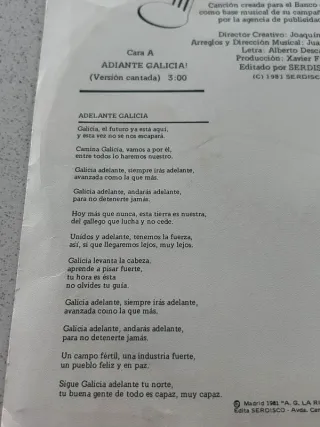 Canción creada para el Banco
como base musical de su campañ
por la agencia de publicidad
Director Creativo: Joaquín
Arreglos y Dirección Musical: Jua
Letra: Alberto Desc
Producción: Xavier F
Editado por SERDISC
(C) 1981 SERDISC
Cara A
ADIANTE GALICIA!
(Versión cantada) 3:00
ADELANTE GALICIA
Galicia, el futuro ya está aquí,
y esta vez no se nos escapará.
Camina Galicia, vamos a por él,
entre todos lo haremos nuestro.
Galicia adelante, siempre irás adelante,
avanzada como la que más.
Galicia adelante, andarás adelante,
para no detenerte jamás.
Hoy más que nunca, esta tierra es nuestra,
del gallego que lucha y no cede.
Unidos y adelante, tenemos la fuerza,
así, sí que llegaremos lejos, muy lejos.
Galicia levanta la cabeza,
aprende a pisar fuerte,
tu hora es ésta
no olvides tu guía.
Galicia adelante, siempre irás adelante,
avanzada como la que más.
Galicia adelante, andarás adelante,
para no detenerte jamás.
Un campo fértil, una industria fuerte,
un pueblo feliz y en paz.
Sigue Galicia adelante tu norte,
tu buena gente de todo es capaz, muy capaz.
Ⓟ Madrid 1981 "A. G. LA RI
Edita SERDISCO - Avda. Can